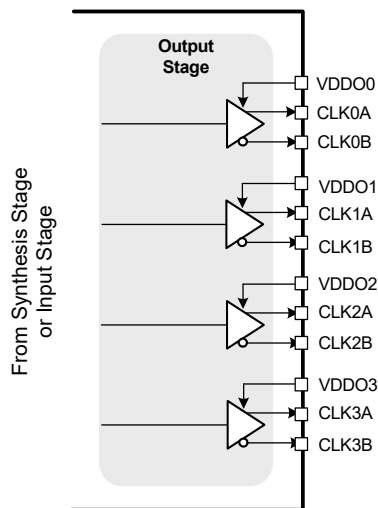 Output
Stage
VDDO0
CLK0A
CLK0B
VDDO1
CLK1A
CLK1B
VDDO2
CLK2A
CLK2B
VDDO3
CLK3A
CLK3B
From Synthesis Stage
or Input Stage